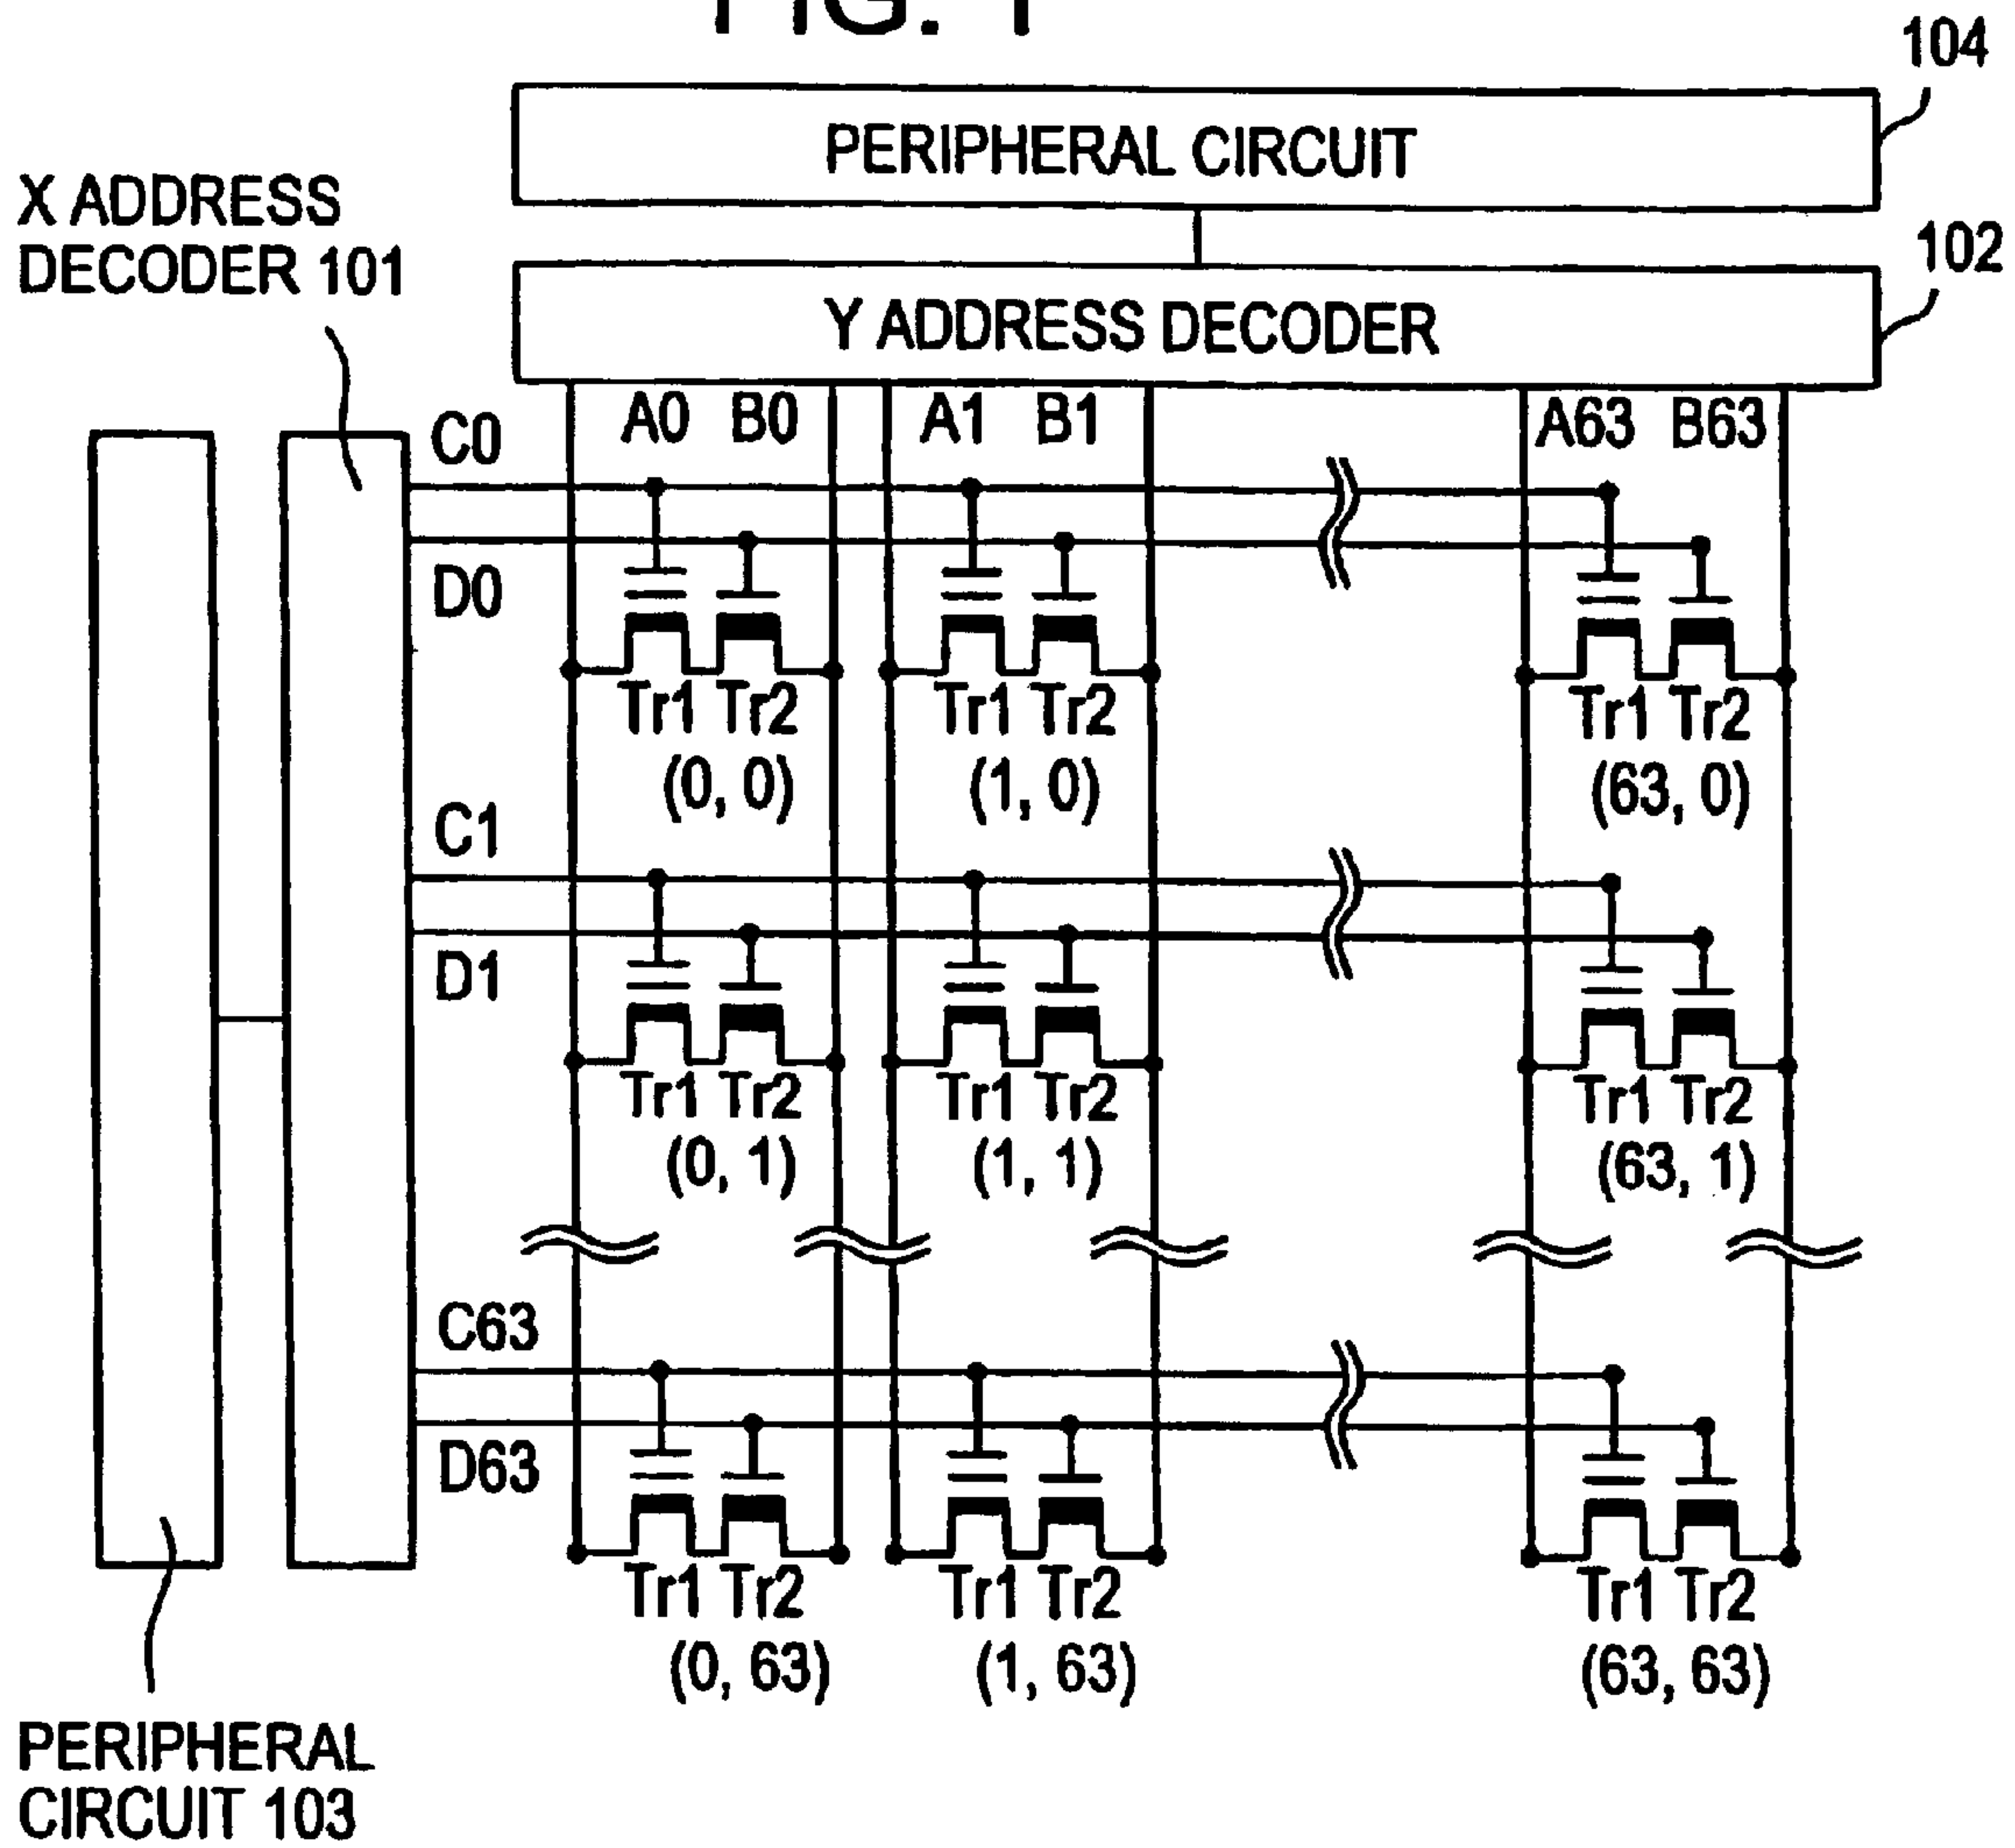 FIG. 1
104
PERIPHERAL CIRCUIT
X ADDRESS
DECODER 101
102
Y ADDRESS DECODER
A0 B0 A1 B1 A63 B63
C0
D0
Tr1 Tr2 Tr1 Tr2 Tr1 Tr2
(0, 0) (1, 0) (63, 0)
C1
D1
Tr1 Tr2 Tr1 Tr2 Tr1 Tr2
(0, 1) (1, 1) (63, 1)
C63
D63
Tr1 Tr2 Tr1 Tr2 Tr1 Tr2
(0, 63) (1, 63) (63, 63)
PERIPHERAL
CIRCUIT 103